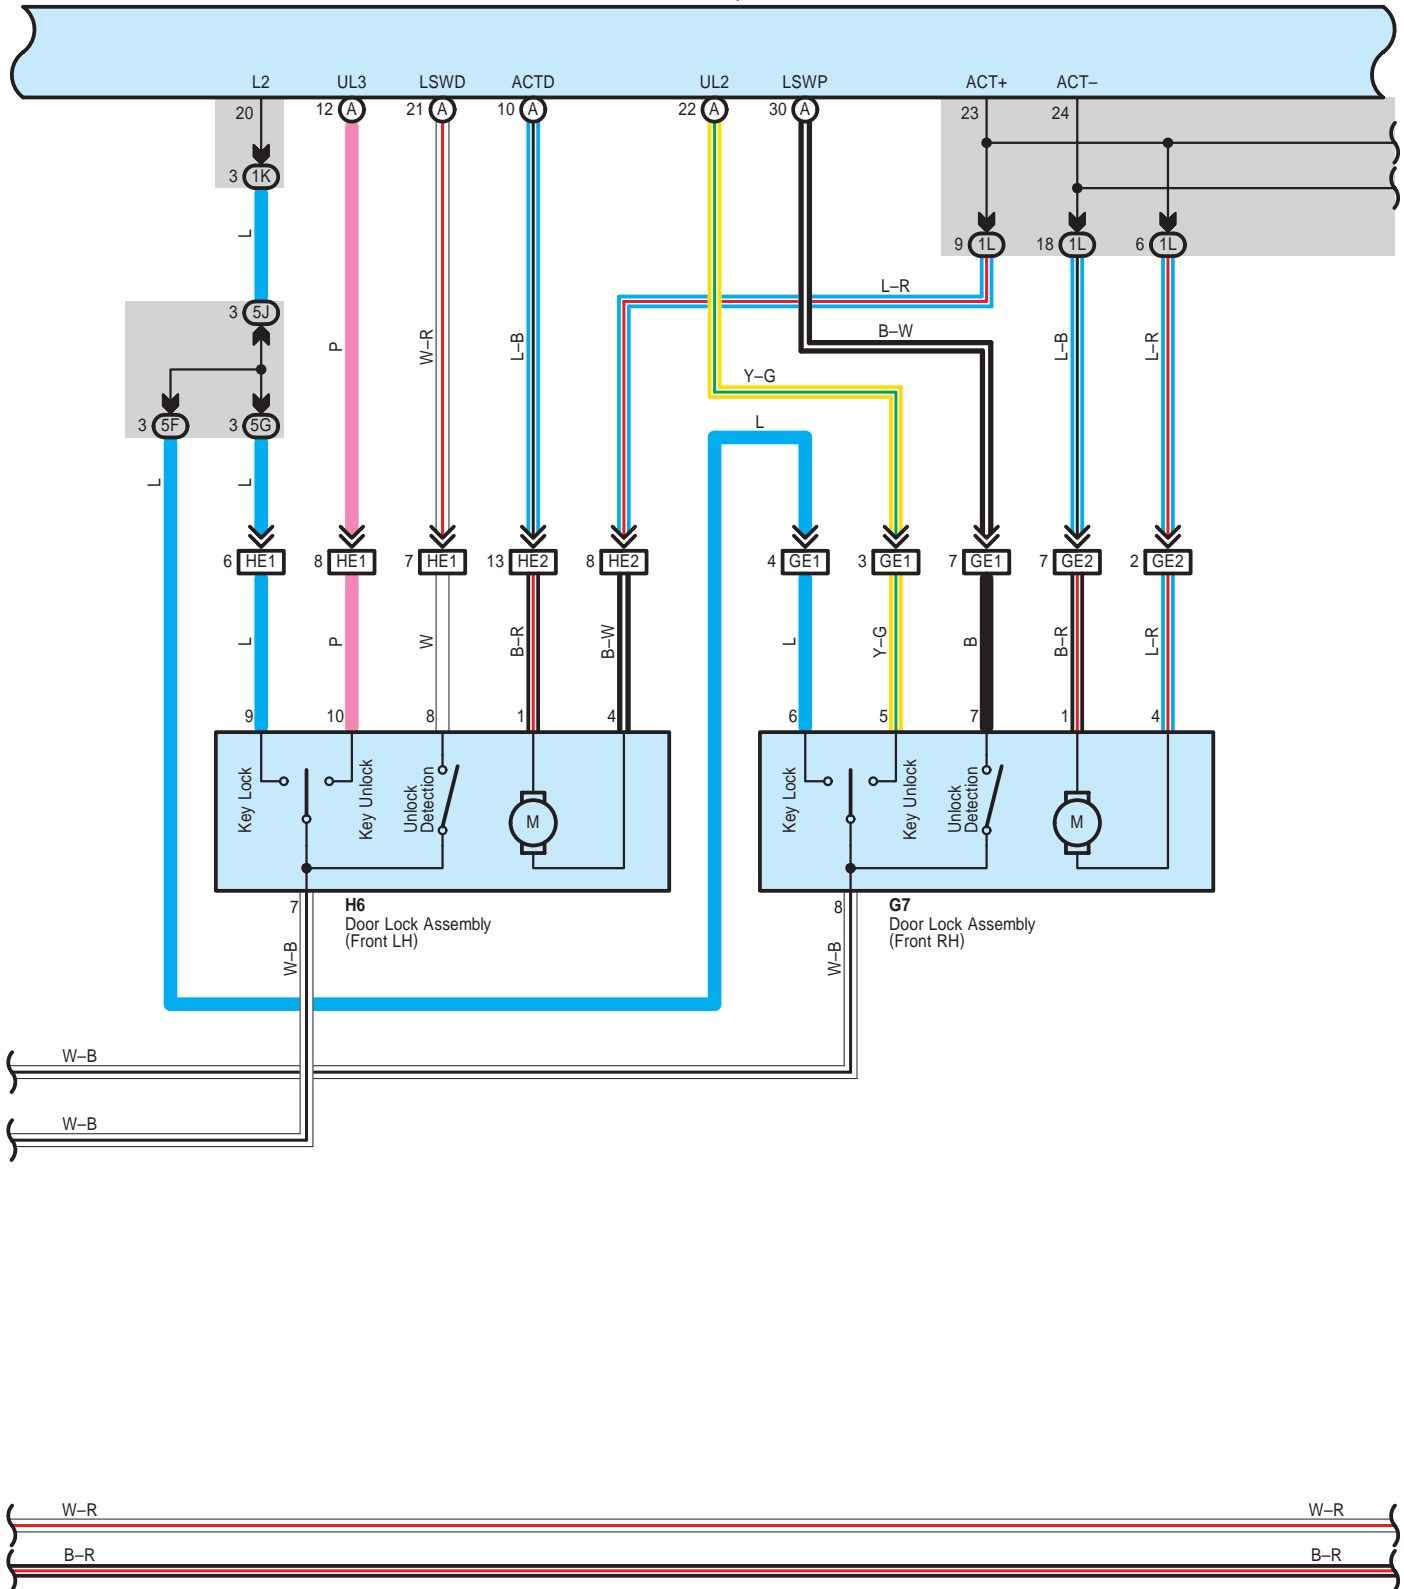 L2 UL3 LSWD ACTD UL2 LSWP ACT+ ACT–
20 12 A 21 A 10 A 22 A 30 A 23 24
3 1K
L
9 1L 18 1L 6 1L
L–R
3 5J
P W–R L–B B–W L–B L–R
Y–G
3 5F 3 5G
L
L L
6 HE1 8 HE1 7 HE1 13 HE2 8 HE2 4 GE1 3 GE1 7 GE1 7 GE2 2 GE2
L P W B–R B–W L Y–G B B–R L–R
9 10 8 1 4 6 5 7 1 4
Key Lock
Key Unlock
Unlock
Detection
M
Key Lock
Key Unlock
Unlock
Detection
M
7 H6
Door Lock Assembly
(Front LH)
W–B
8 G7
Door Lock Assembly
(Front RH)
W–B
W–B
W–B
W–R W–R
B–R B–R